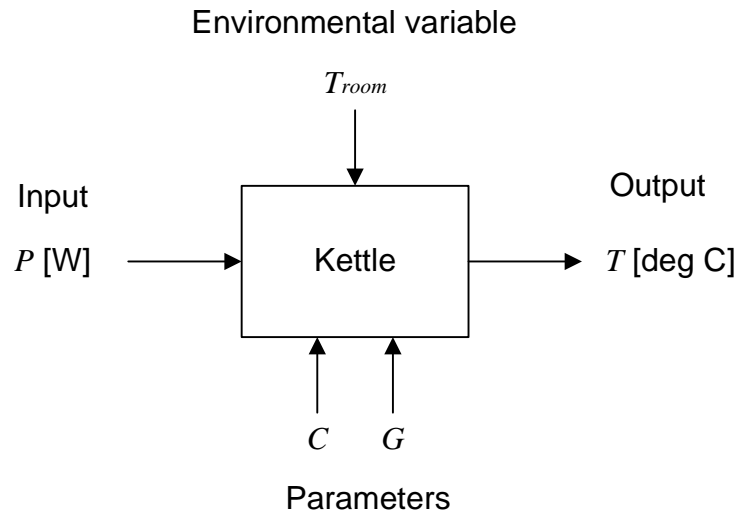 Environmental variable
Troom
Input
Output
P [W]
Kettle
T [deg C]
C G
Parameters